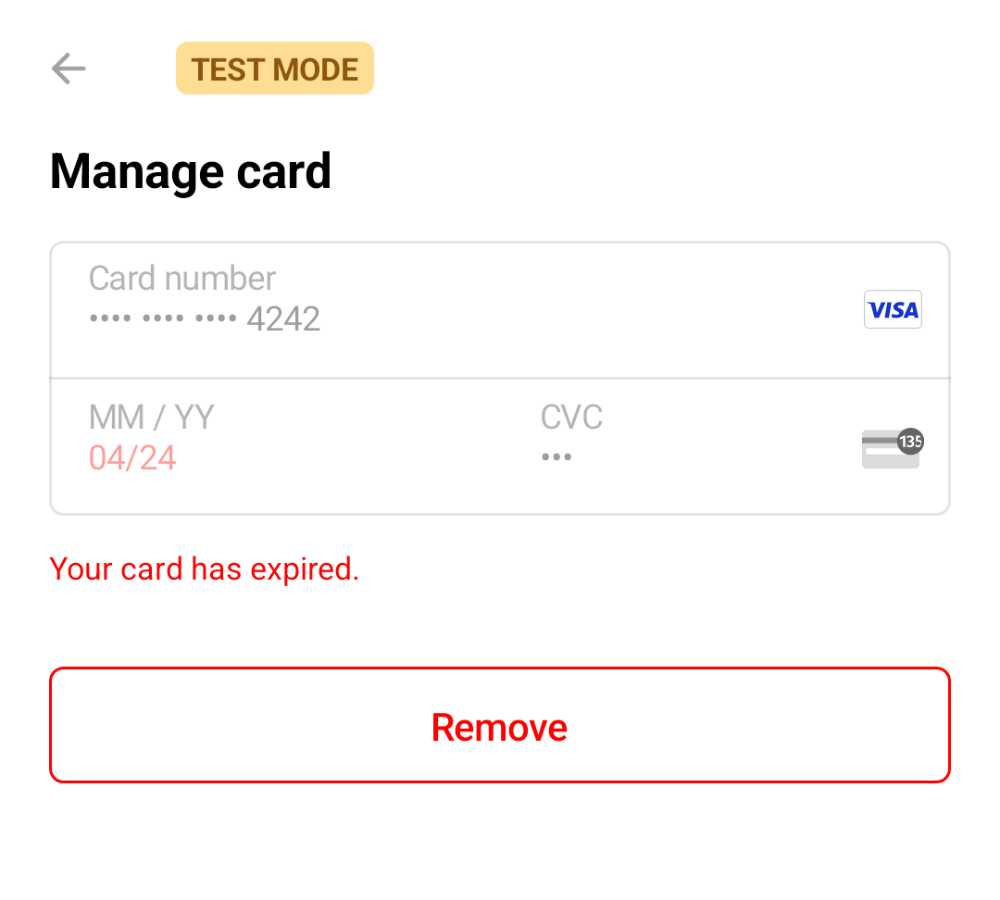 TEST MODE
Manage card
Card number
•••• •••• •••• 4242
VISA
MM / YY
04/24
CVC
•••
135
Your card has expired.
Remove